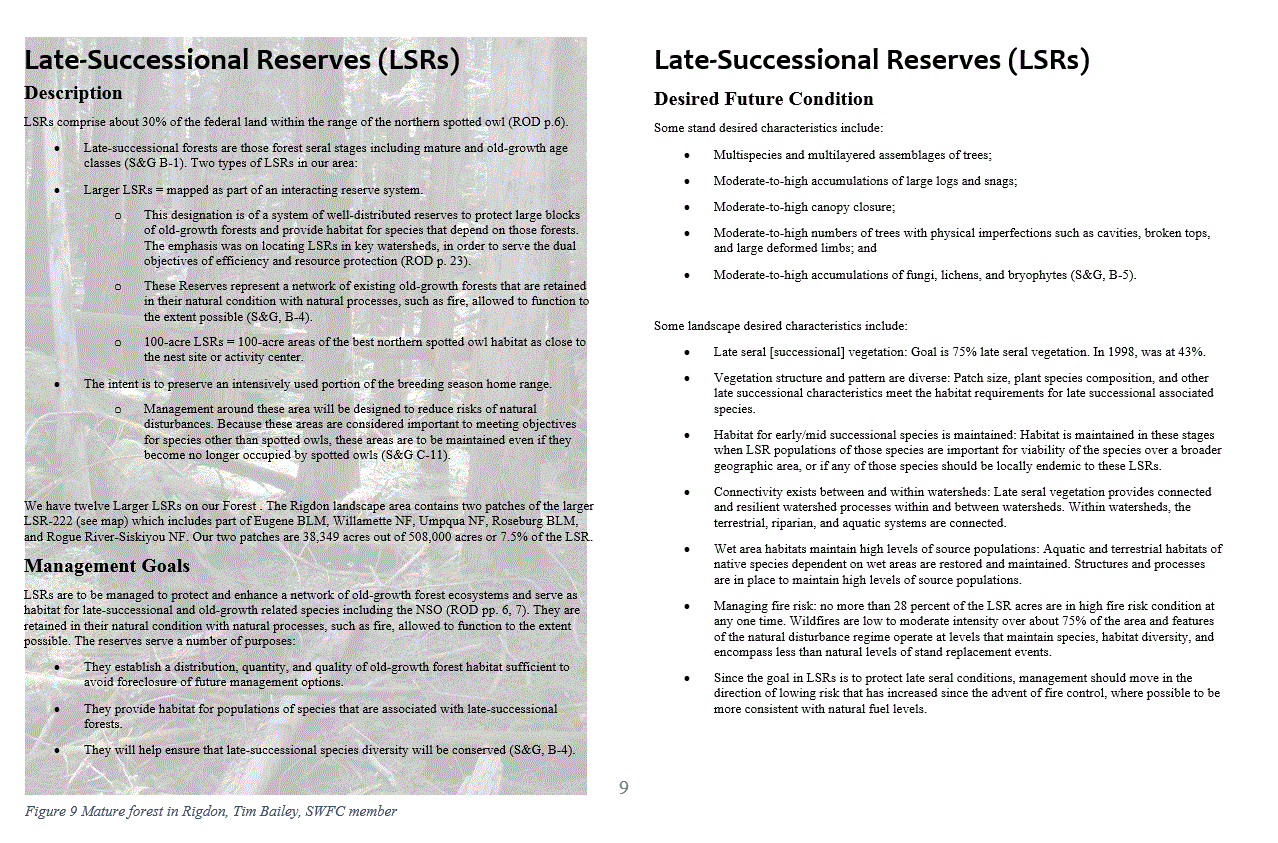 Late-Successional Reserves (LSRs)
Description
LSRs comprise about 30% of the federal land within the range of the northern spotted owl (ROD p.6).
• Late-successional forests are those forest seral stages including mature and old-growth age
classes (S&G B-1). Two types of LSRs in our area:
• Larger LSRs = mapped as part of an interacting reserve system.
o This designation is of a system of well-distributed reserves to protect large blocks
of old-growth forests and provide habitat for species that depend on those forests.
The emphasis was on locating LSRs in key watersheds, in order to serve the dual
objectives of efficiency and resource protection (ROD p. 23).
o These Reserves represent a network of existing old-growth forests that are retained
in their natural condition with natural processes, such as fire, allowed to function to
the extent possible (S&G, B-4).
o 100-acre LSRs = 100-acre areas of the best northern spotted owl habitat as close to
the nest site or activity center.
• The intent is to preserve an intensively used portion of the breeding season home range.
o Management around these area will be designed to reduce risks of natural
disturbances. Because these areas are considered important to meeting objectives
for species other than spotted owls, these areas are to be maintained even if they
become no longer occupied by spotted owls (S&G C-11).
We have twelve Larger LSRs on our Forest . The Rigdon landscape area contains two patches of the larger
LSR-222 (see map) which includes part of Eugene BLM, Willamette NF, Umpqua NF, Roseburg BLM,
and Rogue River-Siskiyou NF. Our two patches are 38,349 acres out of 508,000 acres or 7.5% of the LSR.
Management Goals
LSRs are to be managed to protect and enhance a network of old-growth forest ecosystems and serve as
habitat for late-successional and old-growth related species including the NSO (ROD pp. 6, 7). They are
retained in their natural condition with natural processes, such as fire, allowed to function to the extent
possible. The reserves serve a number of purposes:
• They establish a distribution, quantity, and quality of old-growth forest habitat sufficient to
avoid foreclosure of future management options.
• They provide habitat for populations of species that are associated with late-successional
forests.
• They will help ensure that late-successional species diversity will be conserved (S&G, B-4).
Figure 9 Mature forest in Rigdon, Tim Bailey, SWFC member
Late-Successional Reserves (LSRs)
Desired Future Condition
Some stand desired characteristics include:
• Multispecies and multilayered assemblages of trees;
• Moderate-to-high accumulations of large logs and snags;
• Moderate-to-high canopy closure;
• Moderate-to-high numbers of trees with physical imperfections such as cavities, broken tops,
and large deformed limbs; and
• Moderate-to-high accumulations of fungi, lichens, and bryophytes (S&G, B-5).
Some landscape desired characteristics include:
• Late seral [successional] vegetation: Goal is 75% late seral vegetation. In 1998, was at 43%.
• Vegetation structure and pattern are diverse: Patch size, plant species composition, and other
late successional characteristics meet the habitat requirements for late successional associated
species.
• Habitat for early/mid successional species is maintained: Habitat is maintained in these stages
when LSR populations of those species are important for viability of the species over a broader
geographic area, or if any of those species should be locally endemic to these LSRs.
• Connectivity exists between and within watersheds: Late seral vegetation provides connected
and resilient watershed processes within and between watersheds. Within watersheds, the
terrestrial, riparian, and aquatic systems are connected.
• Wet area habitats maintain high levels of source populations: Aquatic and terrestrial habitats of
native species dependent on wet areas are restored and maintained. Structures and processes
are in place to maintain high levels of source populations.
• Managing fire risk: no more than 28 percent of the LSR acres are in high fire risk condition at
any one time. Wildfires are low to moderate intensity over about 75% of the area and features
of the natural disturbance regime operate at levels that maintain species, habitat diversity, and
encompass less than natural levels of stand replacement events.
• Since the goal in LSRs is to protect late seral conditions, management should move in the
direction of lowering risk that has increased since the advent of fire control, where possible to be
more consistent with natural fuel levels.
9